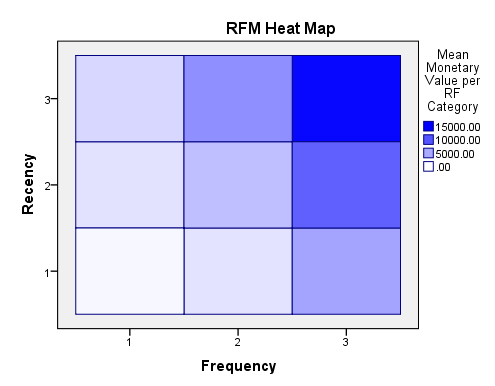 RFM Heat Map
Mean
Monetary
Value per
RF
Category
15000.00
10000.00
5000.00
.00
Recency
3
2
1
1
2
3
Frequency